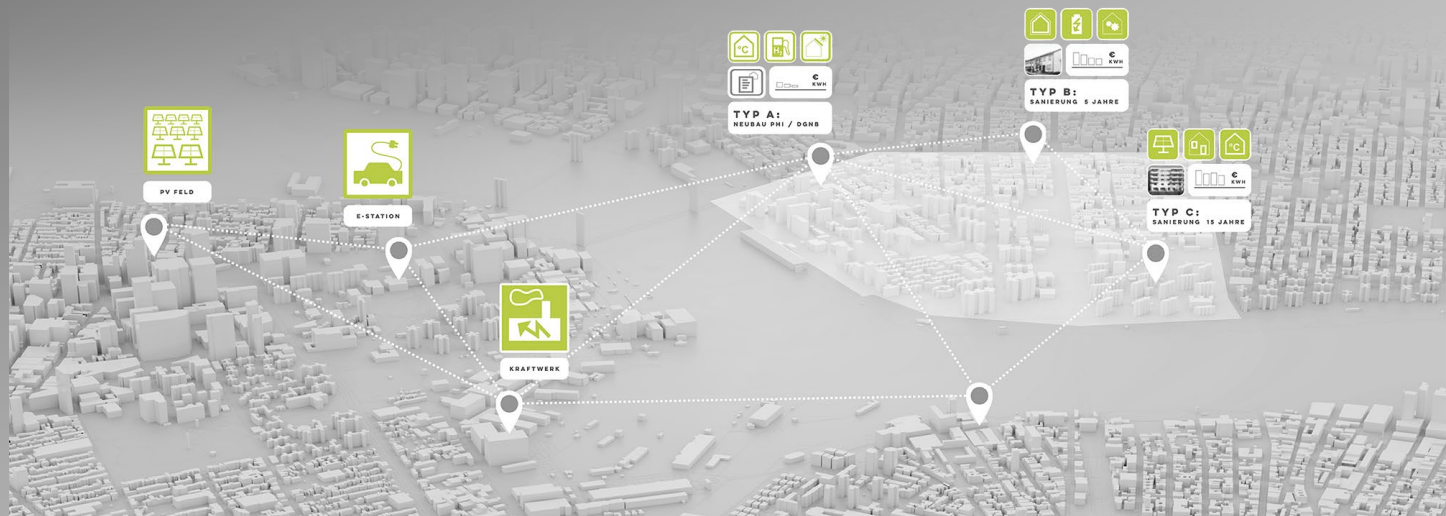 PV FELD
E-STATION
KRAFTWERK
°C
H₂
€
KWH
TYP A:
NEUBAU PHI / DGNB
€
KWH
TYP B:
SANIERUNG 5 JAHRE
°C
€
KWH
TYP C:
SANIERUNG 15 JAHRE